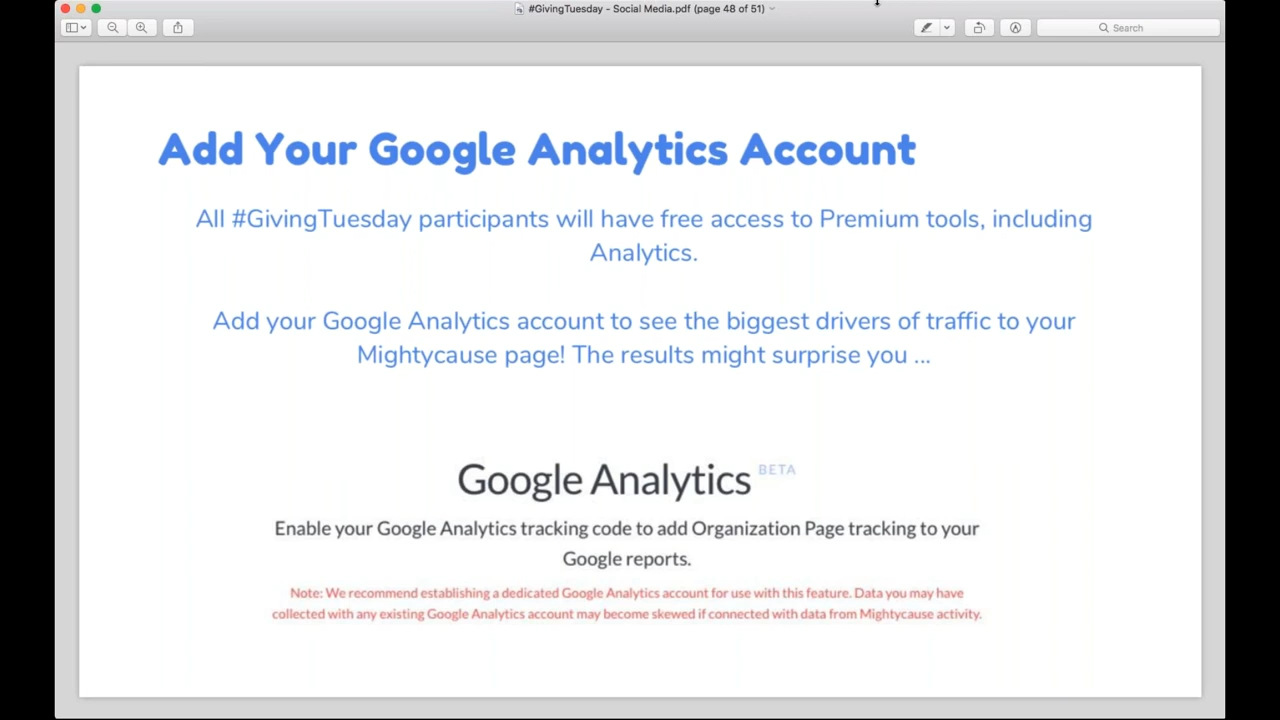 #GivingTuesday - Social Media.pdf (page 48 of 51)
Search
Add Your Google Analytics Account
All #GivingTuesday participants will have free access to Premium tools, including
Analytics.
Add your Google Analytics account to see the biggest drivers of traffic to your
Mightycause page! The results might surprise you ...
Google Analytics BETA
Enable your Google Analytics tracking code to add Organization Page tracking to your
Google reports.
Note: We recommend establishing a dedicated Google Analytics account for use with this feature. Data you may have
collected with any existing Google Analytics account may become skewed if connected with data from Mightycause activity.